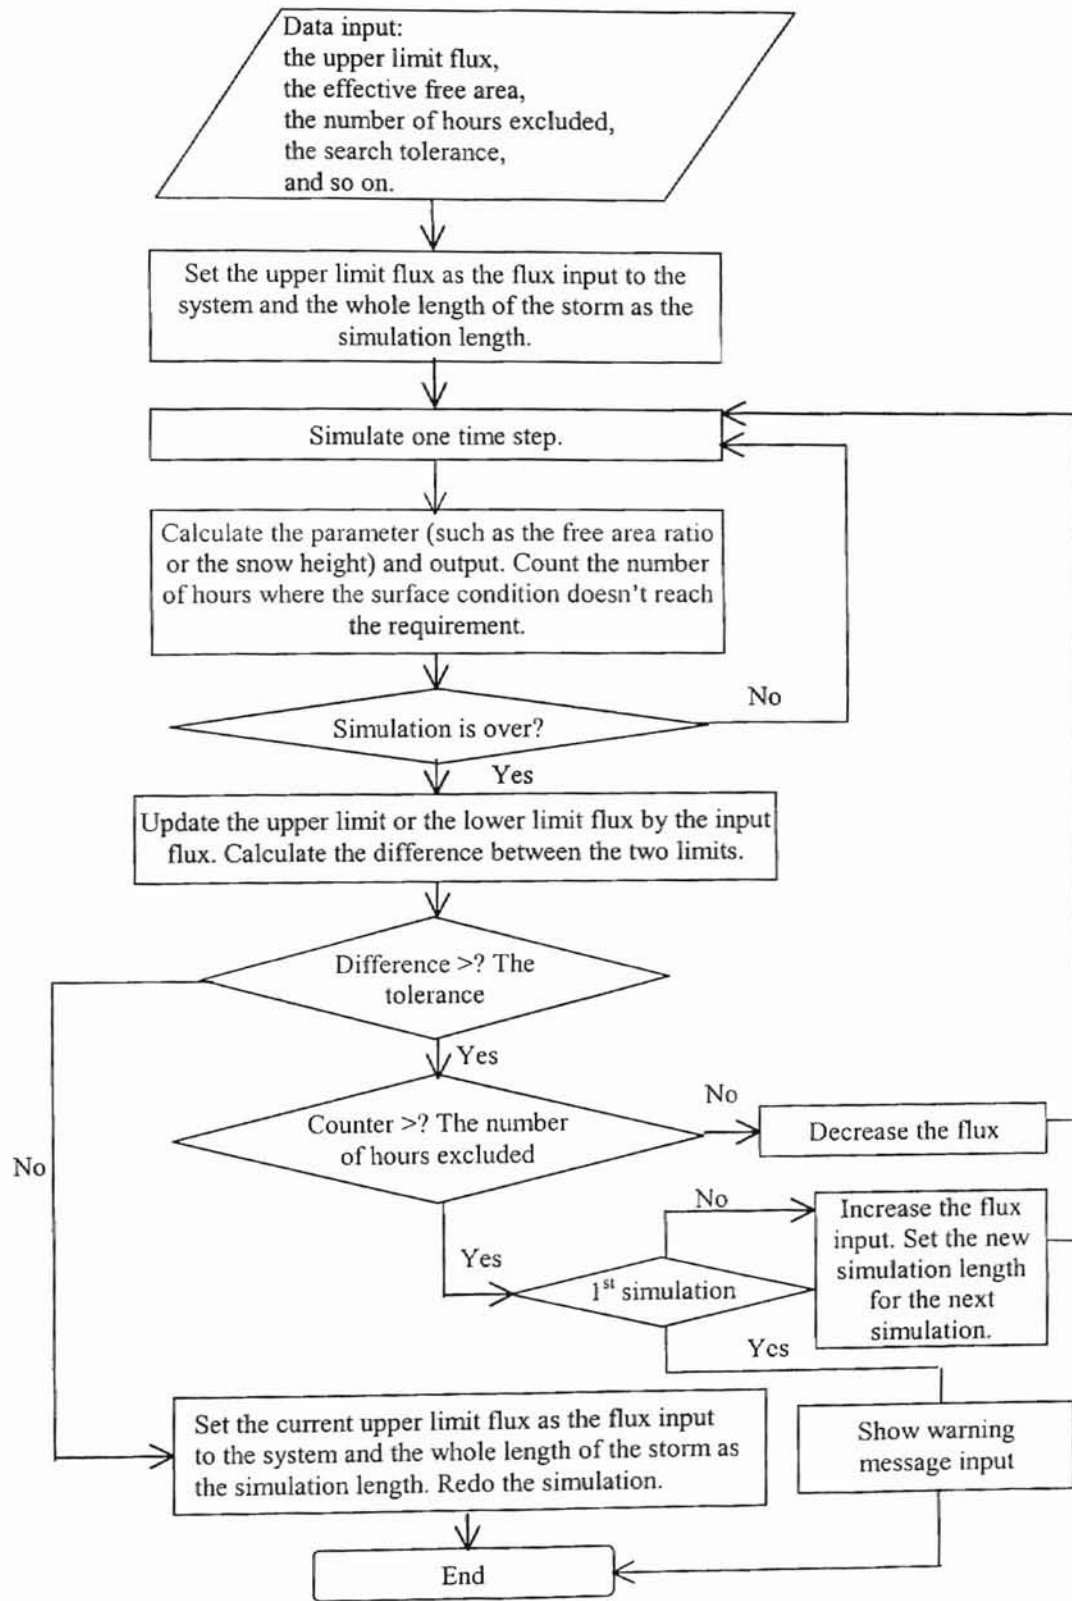 Data input:
the upper limit flux,
the effective free area,
the number of hours excluded,
the search tolerance,
and so on.
Set the upper limit flux as the flux input to the
system and the whole length of the storm as the
simulation length.
Simulate one time step.
Calculate the parameter (such as the free area ratio
or the snow height) and output. Count the number
of hours where the surface condition doesn't reach
the requirement.
No
Simulation is over?
Yes
Update the upper limit or the lower limit flux by the input
flux. Calculate the difference between the two limits.
Difference >? The
tolerance
Yes
No
Counter >? The number
of hours excluded
Decrease the flux
No
No
Yes
Increase the flux
input. Set the new
simulation length
for the next
simulation.
1st simulation
Yes
Set the current upper limit flux as the flux input
to the system and the whole length of the storm as
the simulation length. Redo the simulation.
Show warning
message input
End